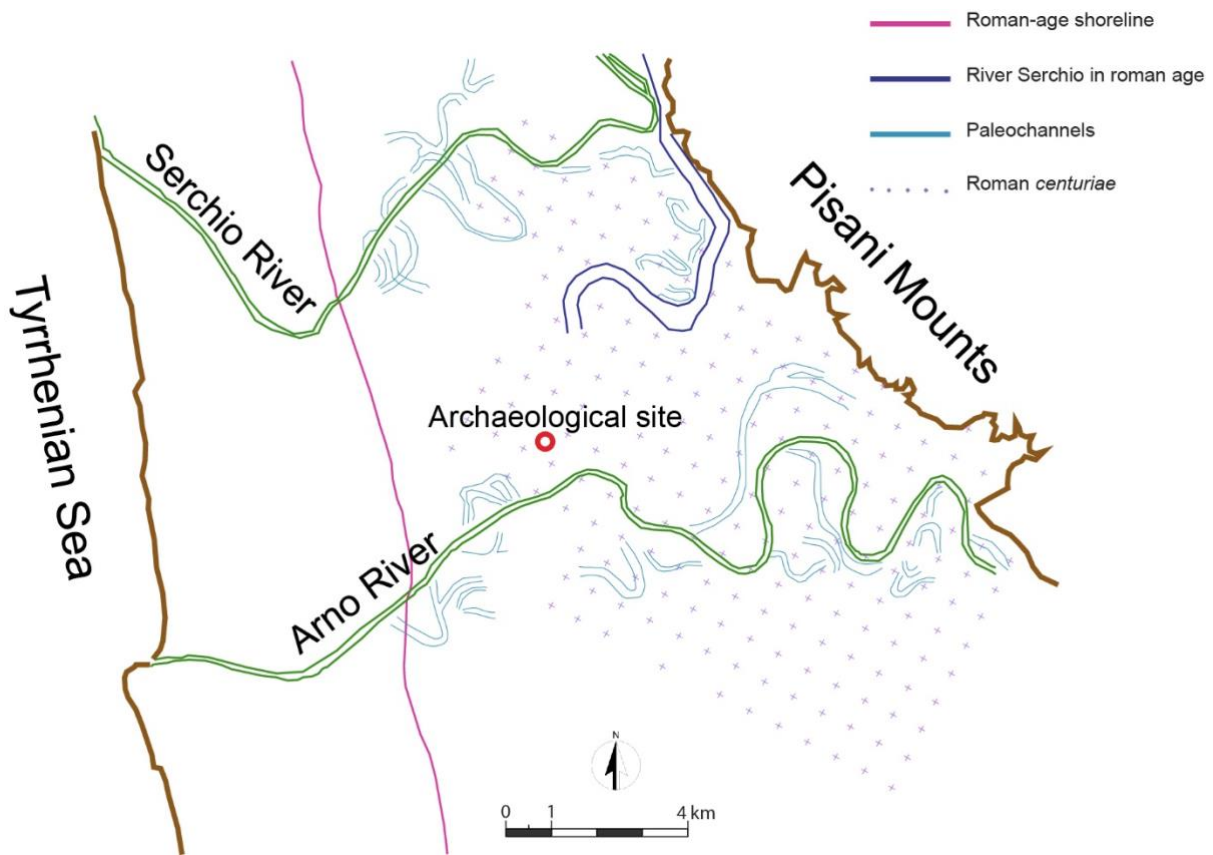 Roman-age shoreline
River Serchio in roman age
Paleochannels
Roman centuriae
Serchio River
Pisani Mounts
Tyrrhenian Sea
Archaeological site
Arno River
N
0 1 4 km